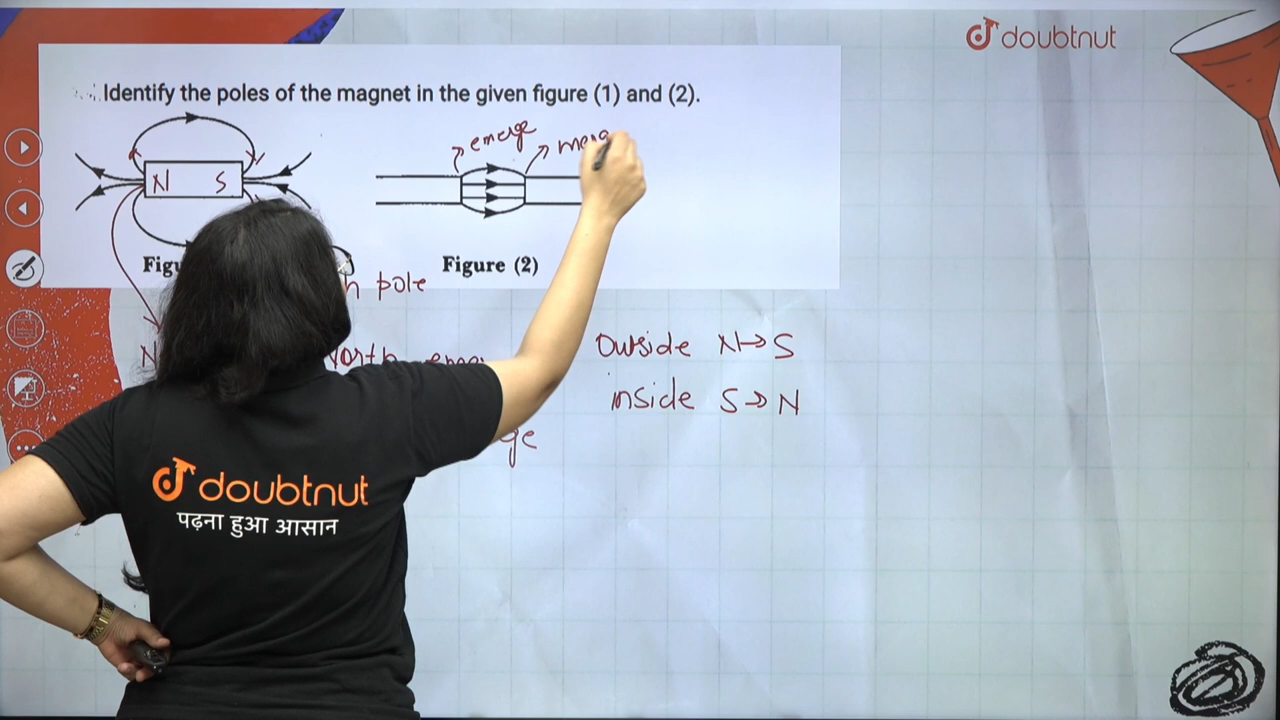 doubtnut
Identify the poles of the magnet in the given figure (1) and (2).
emerge
N S
Figure (2)
pole
Outside N→S
inside S→N
doubtnut
पढ़ना हुआ आसान